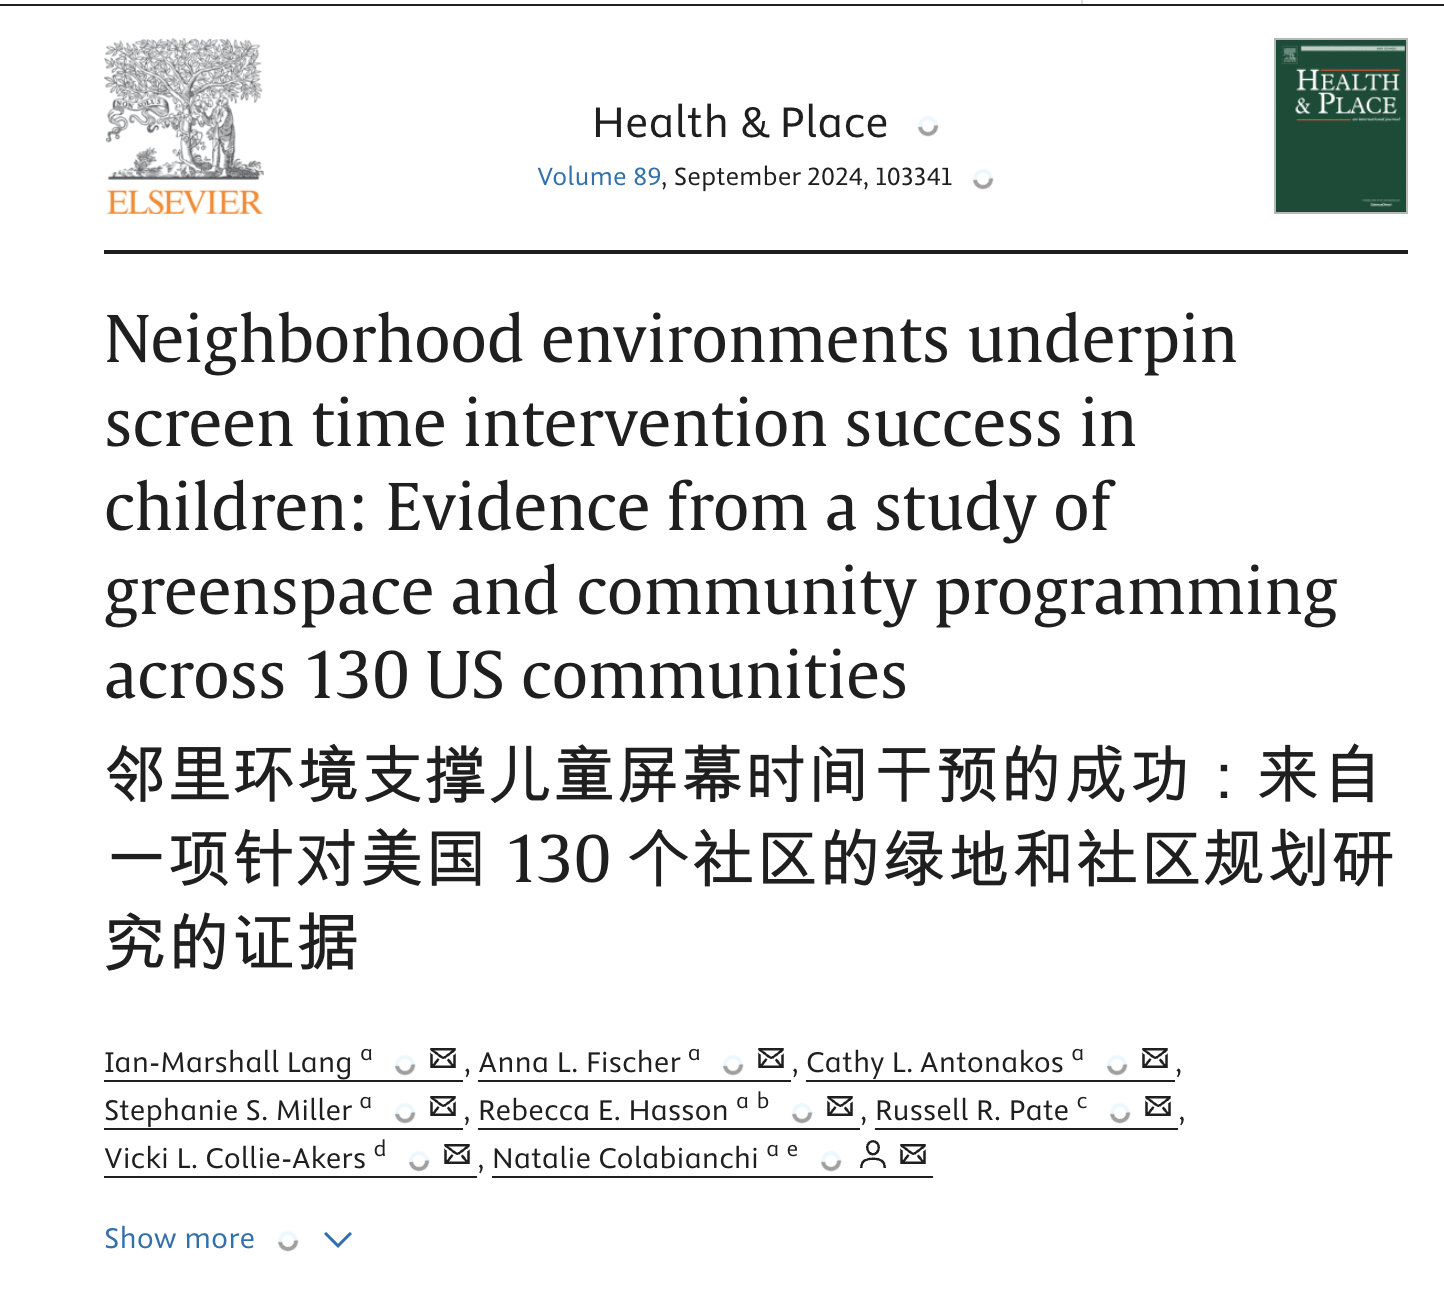 ELSEVIER
Health & Place
Volume 89, September 2024, 103341
HEALTH
& PLACE
Neighborhood environments underpin
screen time intervention success in
children: Evidence from a study of
greenspace and community programming
across 130 US communities
邻里环境支撑儿童屏幕时间干预的成功：来自
一项针对美国 130 个社区的绿地和社区规划研
究的证据
Ian-Marshall Lang a, Anna L. Fischer a, Cathy L. Antonakos a,
Stephanie S. Miller a, Rebecca E. Hasson a b, Russell R. Pate c,
Vicki L. Collie-Akers d, Natalie Colabianchi a e
Show more